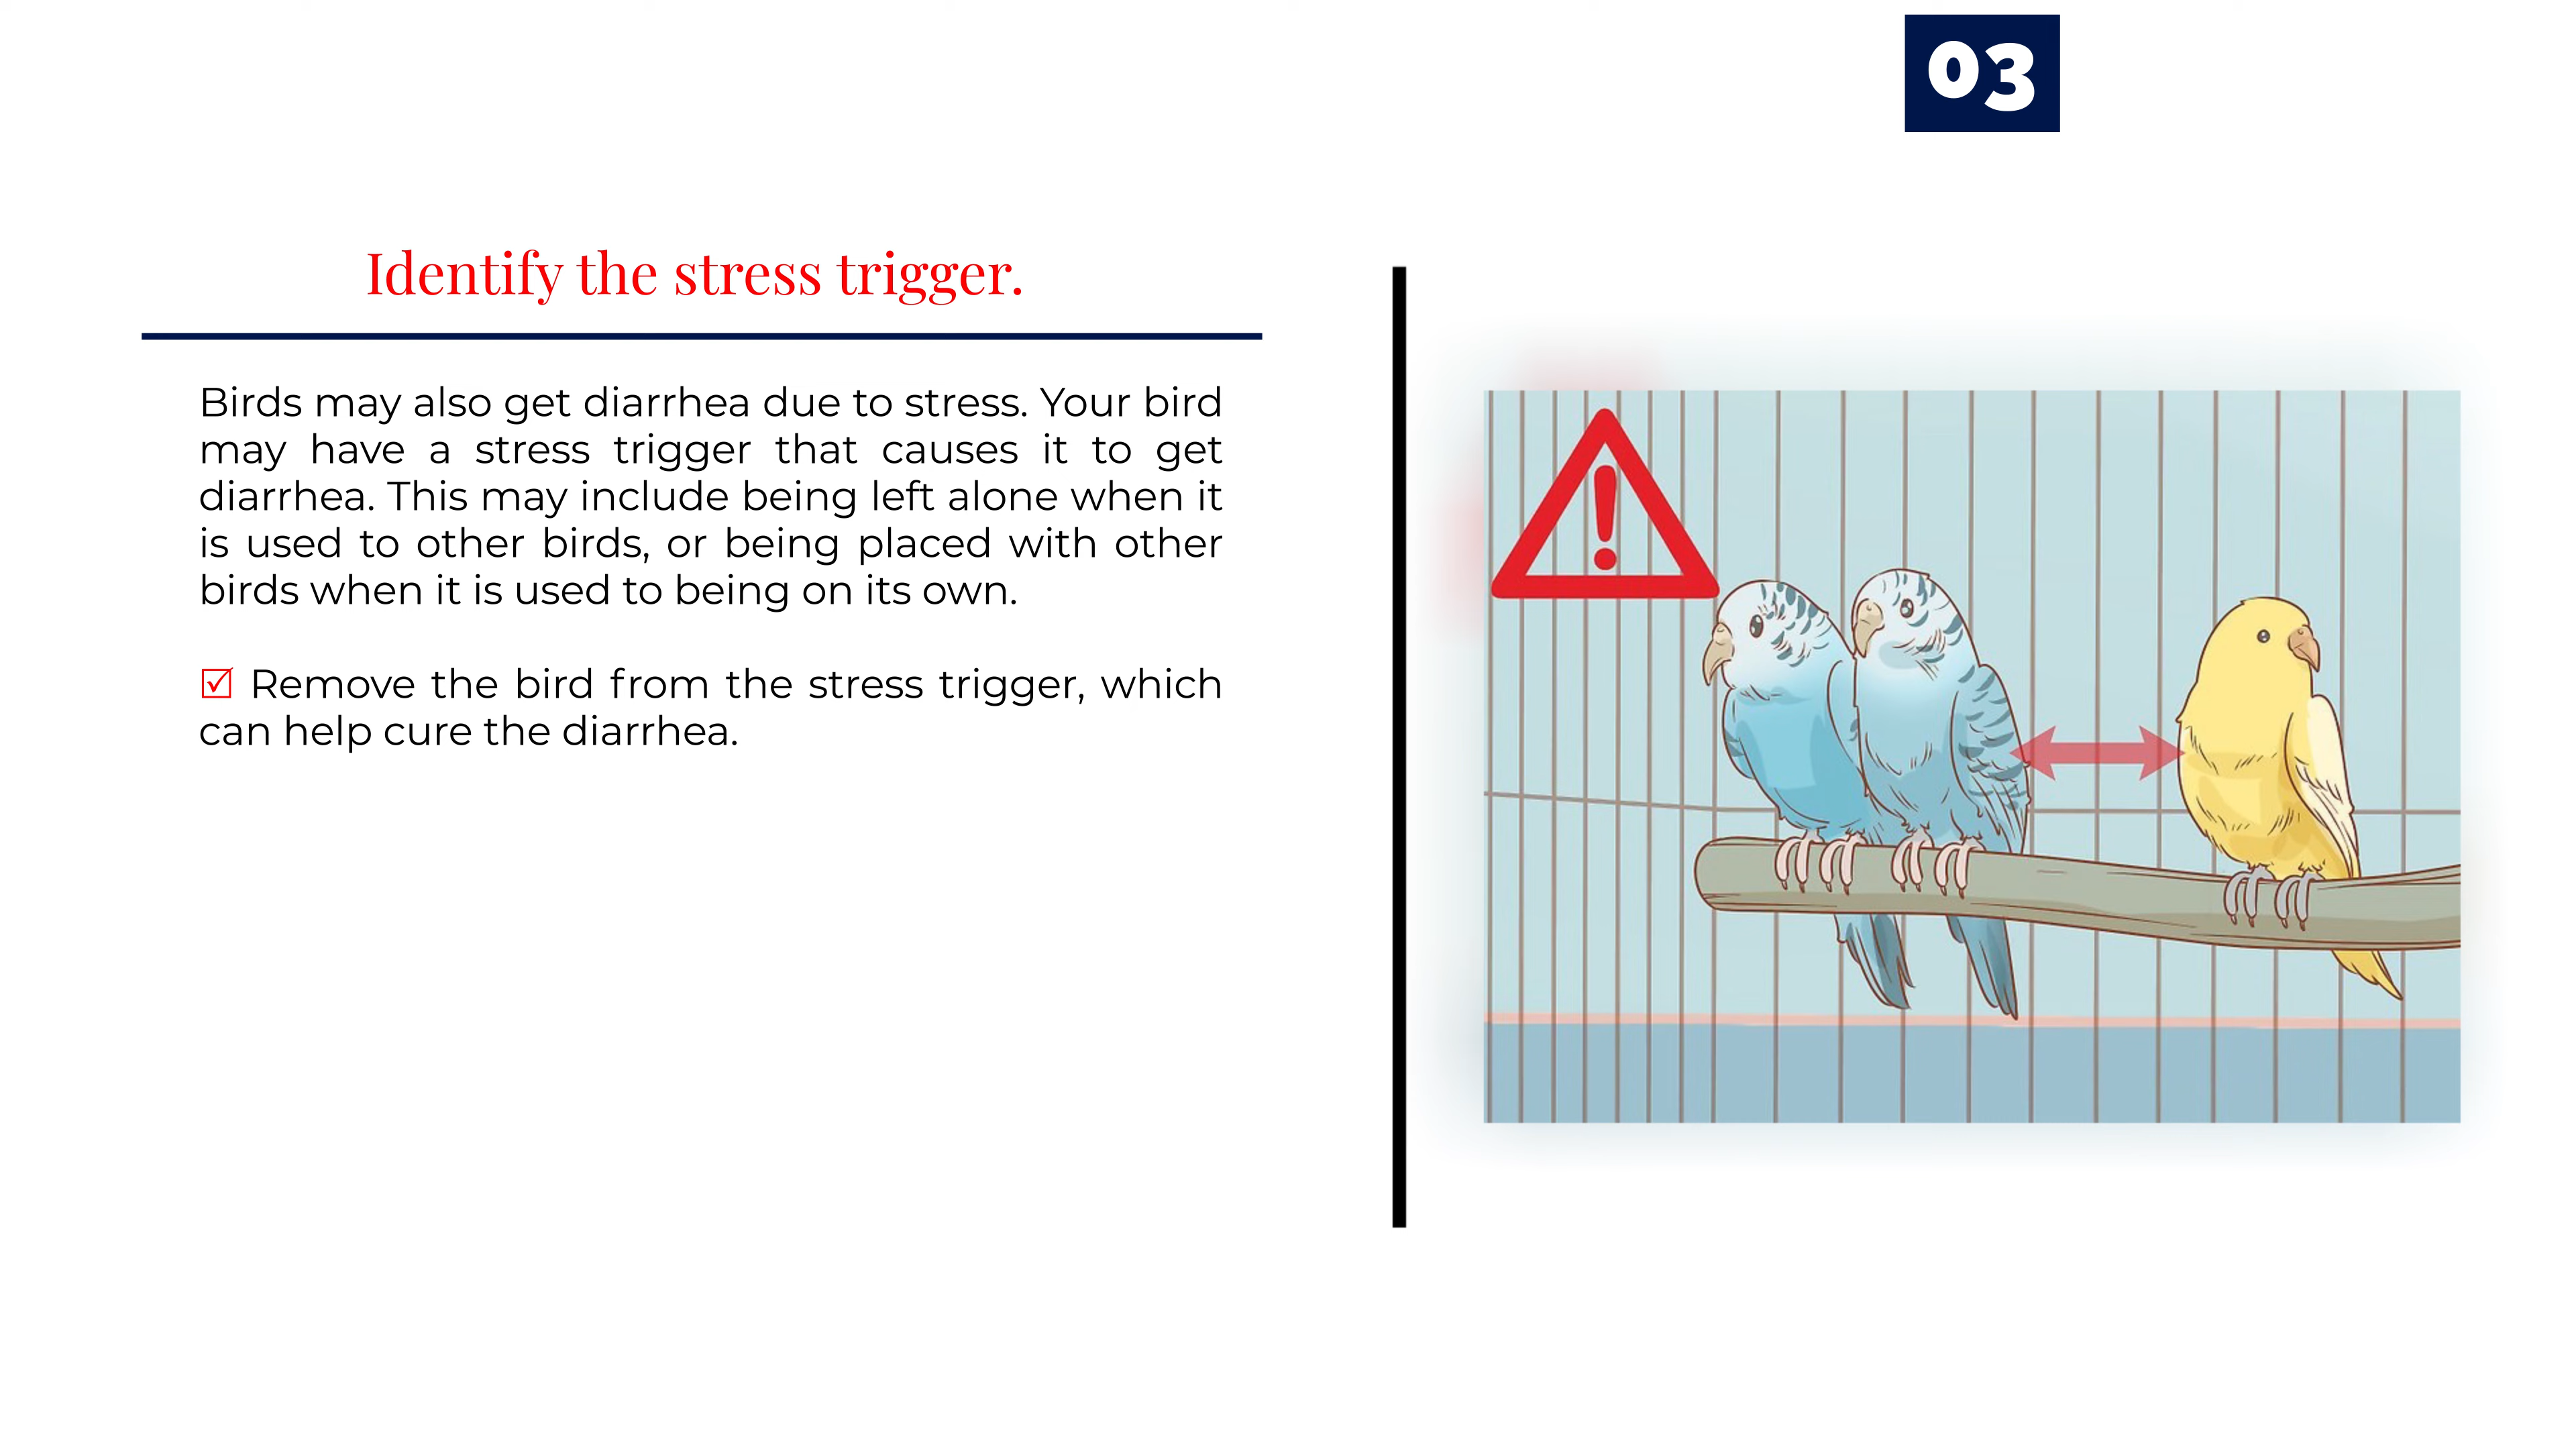 03
Identify the stress trigger.
Birds may also get diarrhea due to stress. Your bird
may have a stress trigger that causes it to get
diarrhea. This may include being left alone when it
is used to other birds, or being placed with other
birds when it is used to being on its own.
☑ Remove the bird from the stress trigger, which
can help cure the diarrhea.